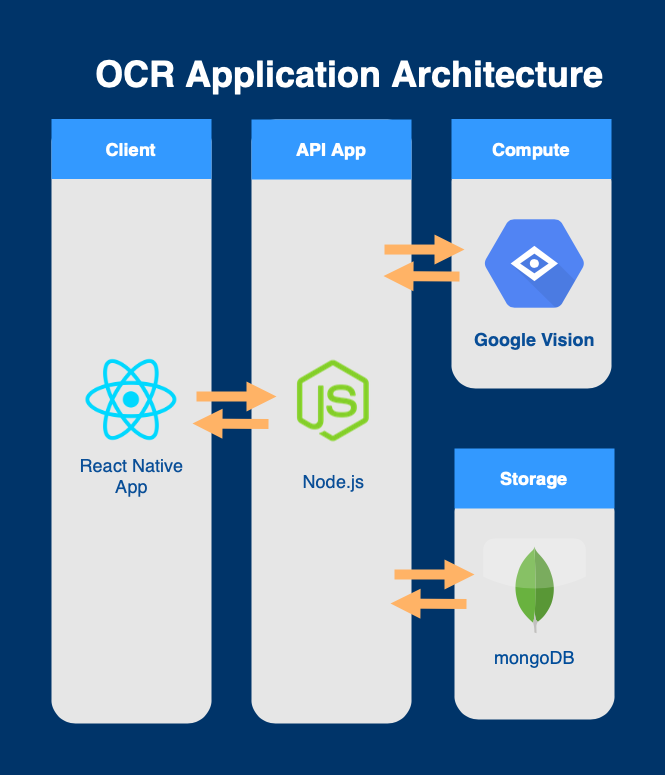 OCR Application Architecture
Client
API App
Compute
Google Vision
React Native
App
JS
Node.js
Storage
mongoDB